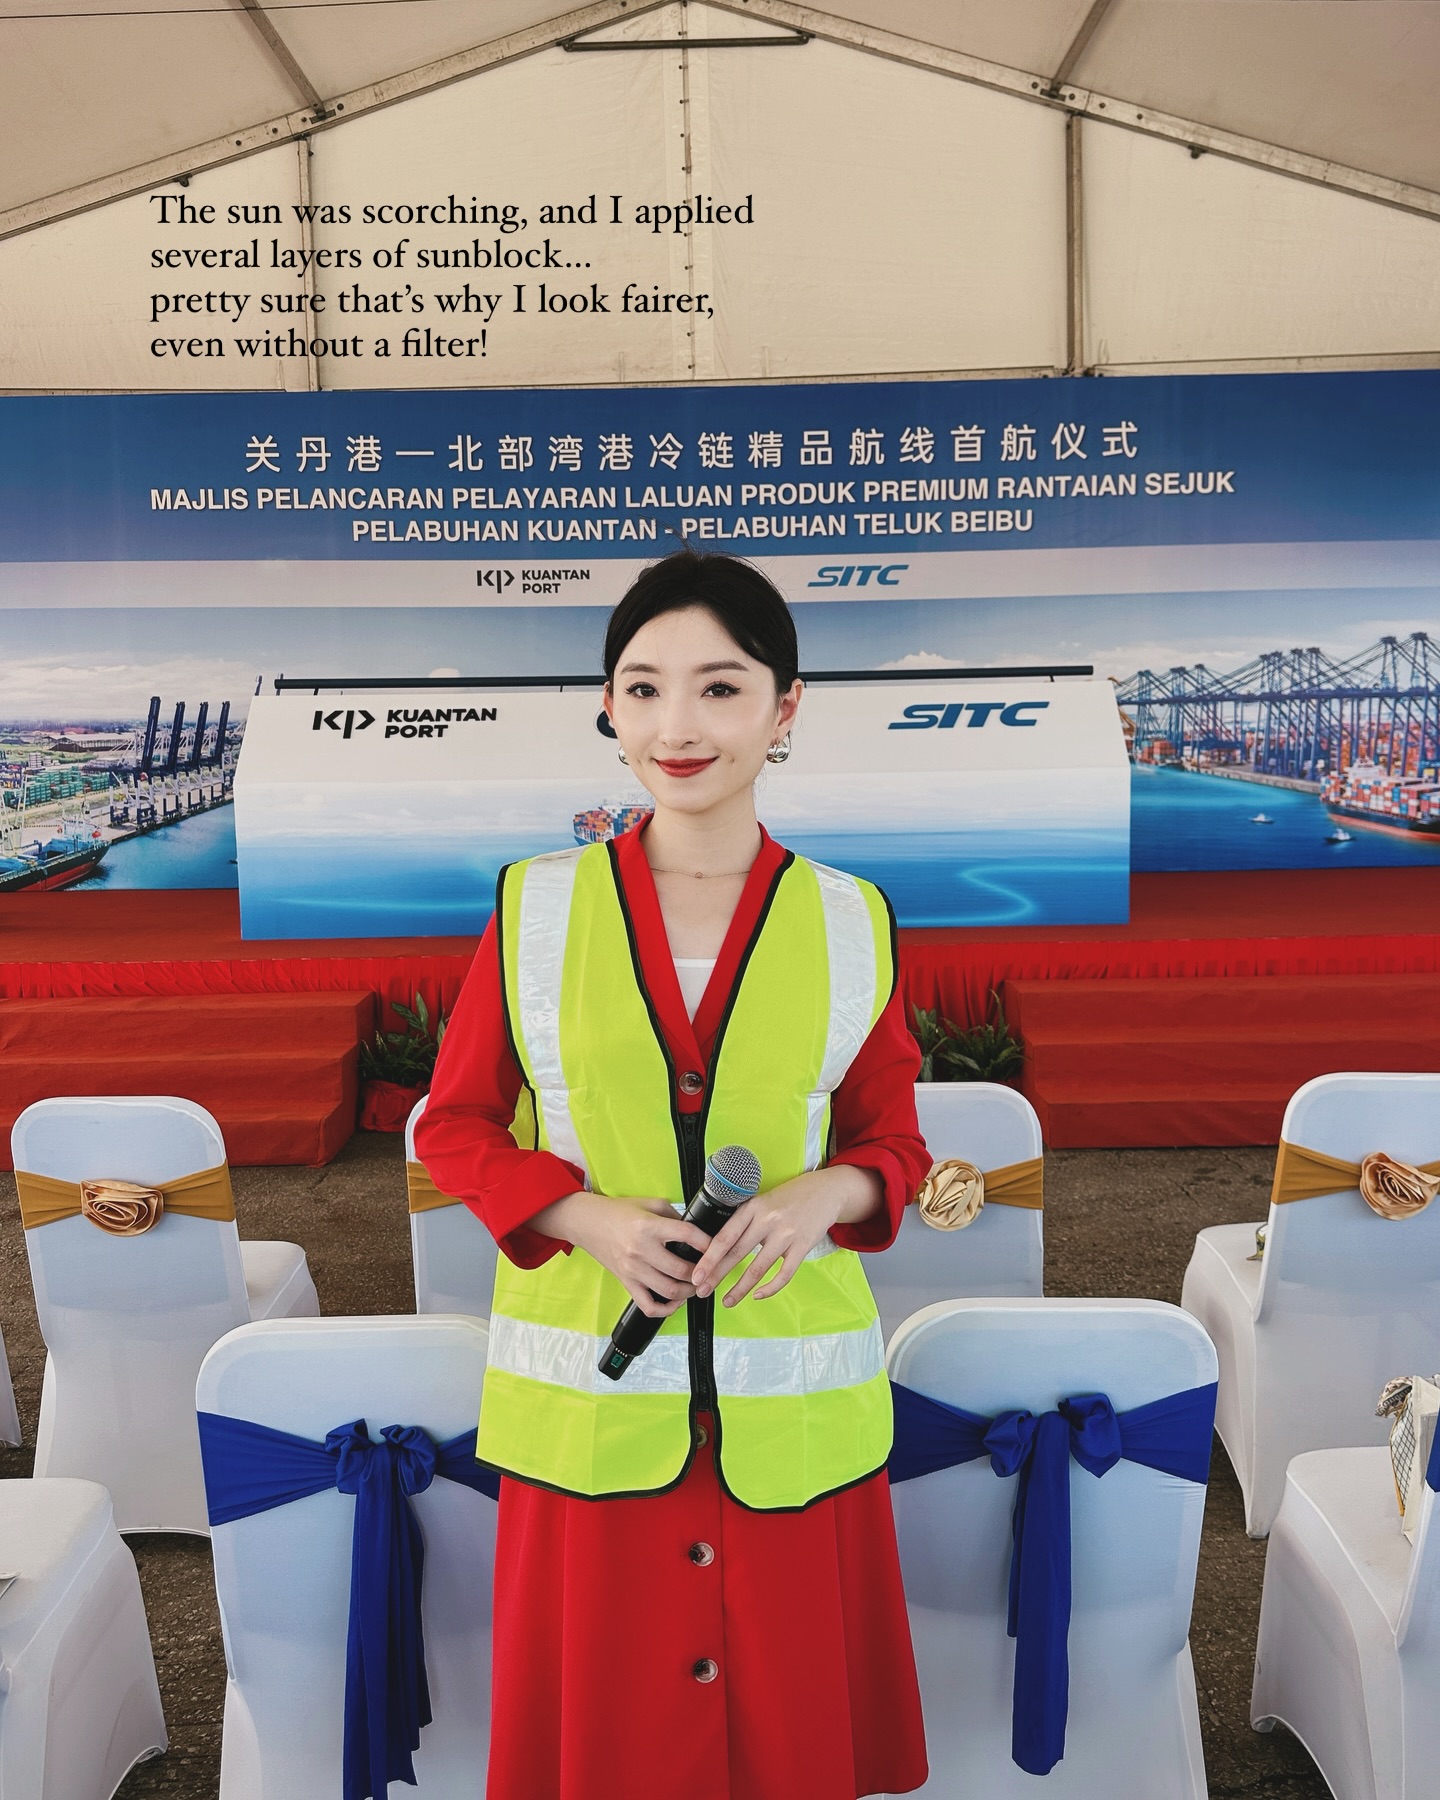 The sun was scorching, and I applied
several layers of sunblock...
pretty sure that's why I look fairer,
even without a filter!
关丹港—北部湾港冷链精品航线首航仪式
MAJLIS PELANCARAN PELAYARAN LALUAN PRODUK PREMIUM RANTAIAN SEJUK
PELABUHAN KUANTAN - PELABUHAN TELUK BEIBU
KP KUANTAN PORT
SITC
KP KUANTAN PORT
SITC